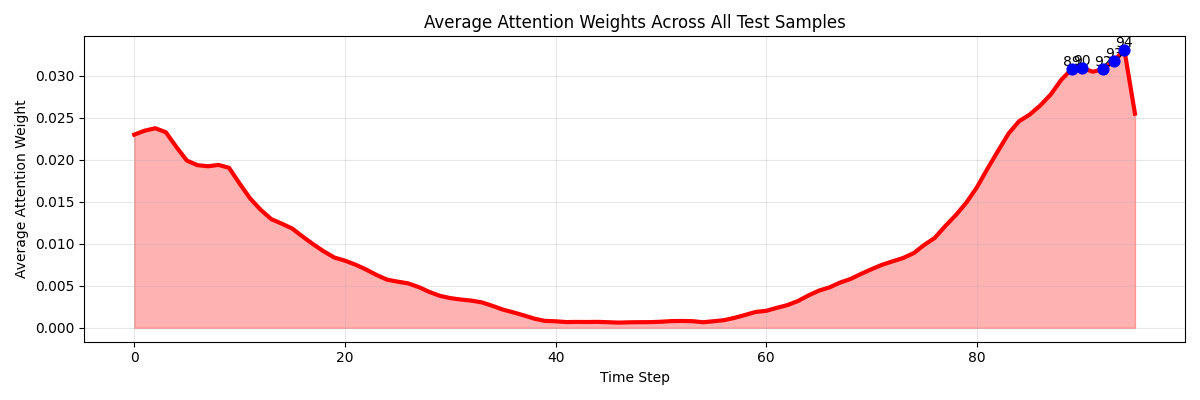 Average Attention Weights Across All Test Samples
94
93
89 90 92
0.030
0.025
0.020
0.015
0.010
0.005
0.000
Average Attention Weight
0 20 40 60 80
Time Step